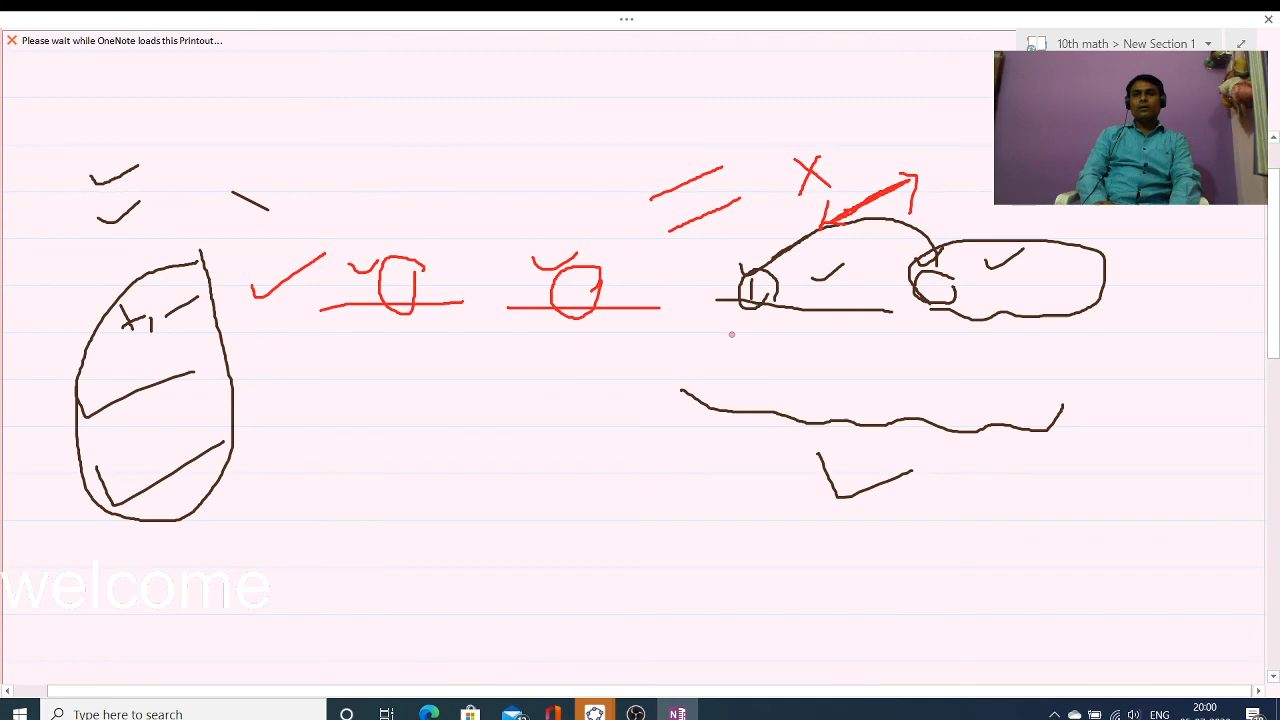 Please wait while OneNote loads this Printout...
10th math > New Section 1
X
x1
welcome
Type here to search
20:00